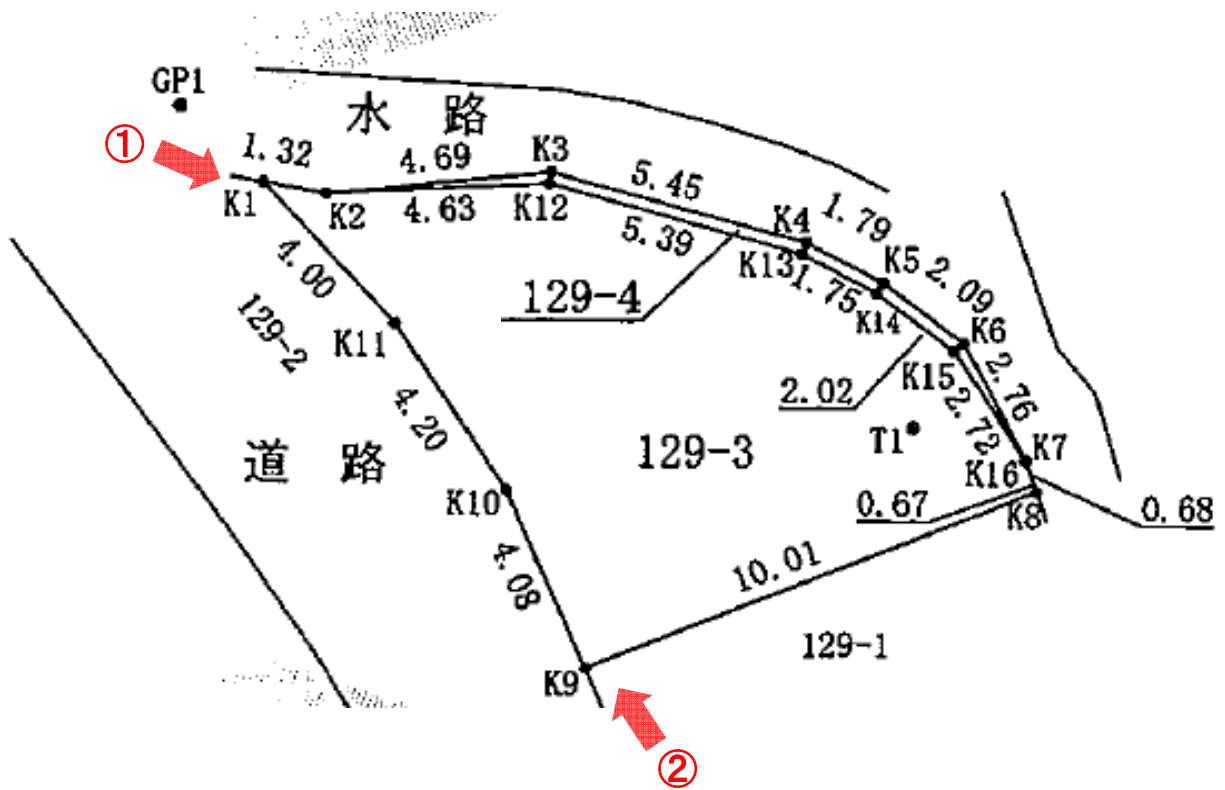 GP1
①
水 路
1.32
4.69
K3
K1
K2
4.63
K12
5.45
5.39
K4
1.79
K13
K5
2.09
1.75
K14
129-4
4.00
129-2
K11
K6
K15
2.76
2.02
2.72
4.20
T1
129-3
道 路
K7
K16
K10
0.67
K8
0.68
10.01
4.08
129-1
K9
②